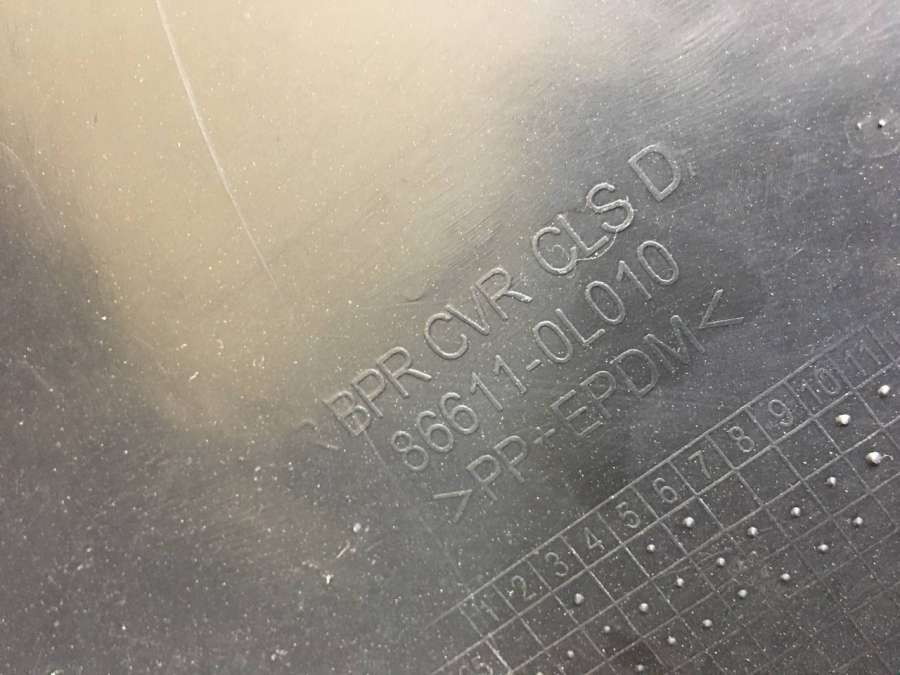 BPR CVR CLS D
86611-0L010
>PP+EPDM<
1 2 3 4 5 6 7 8 9 10 11